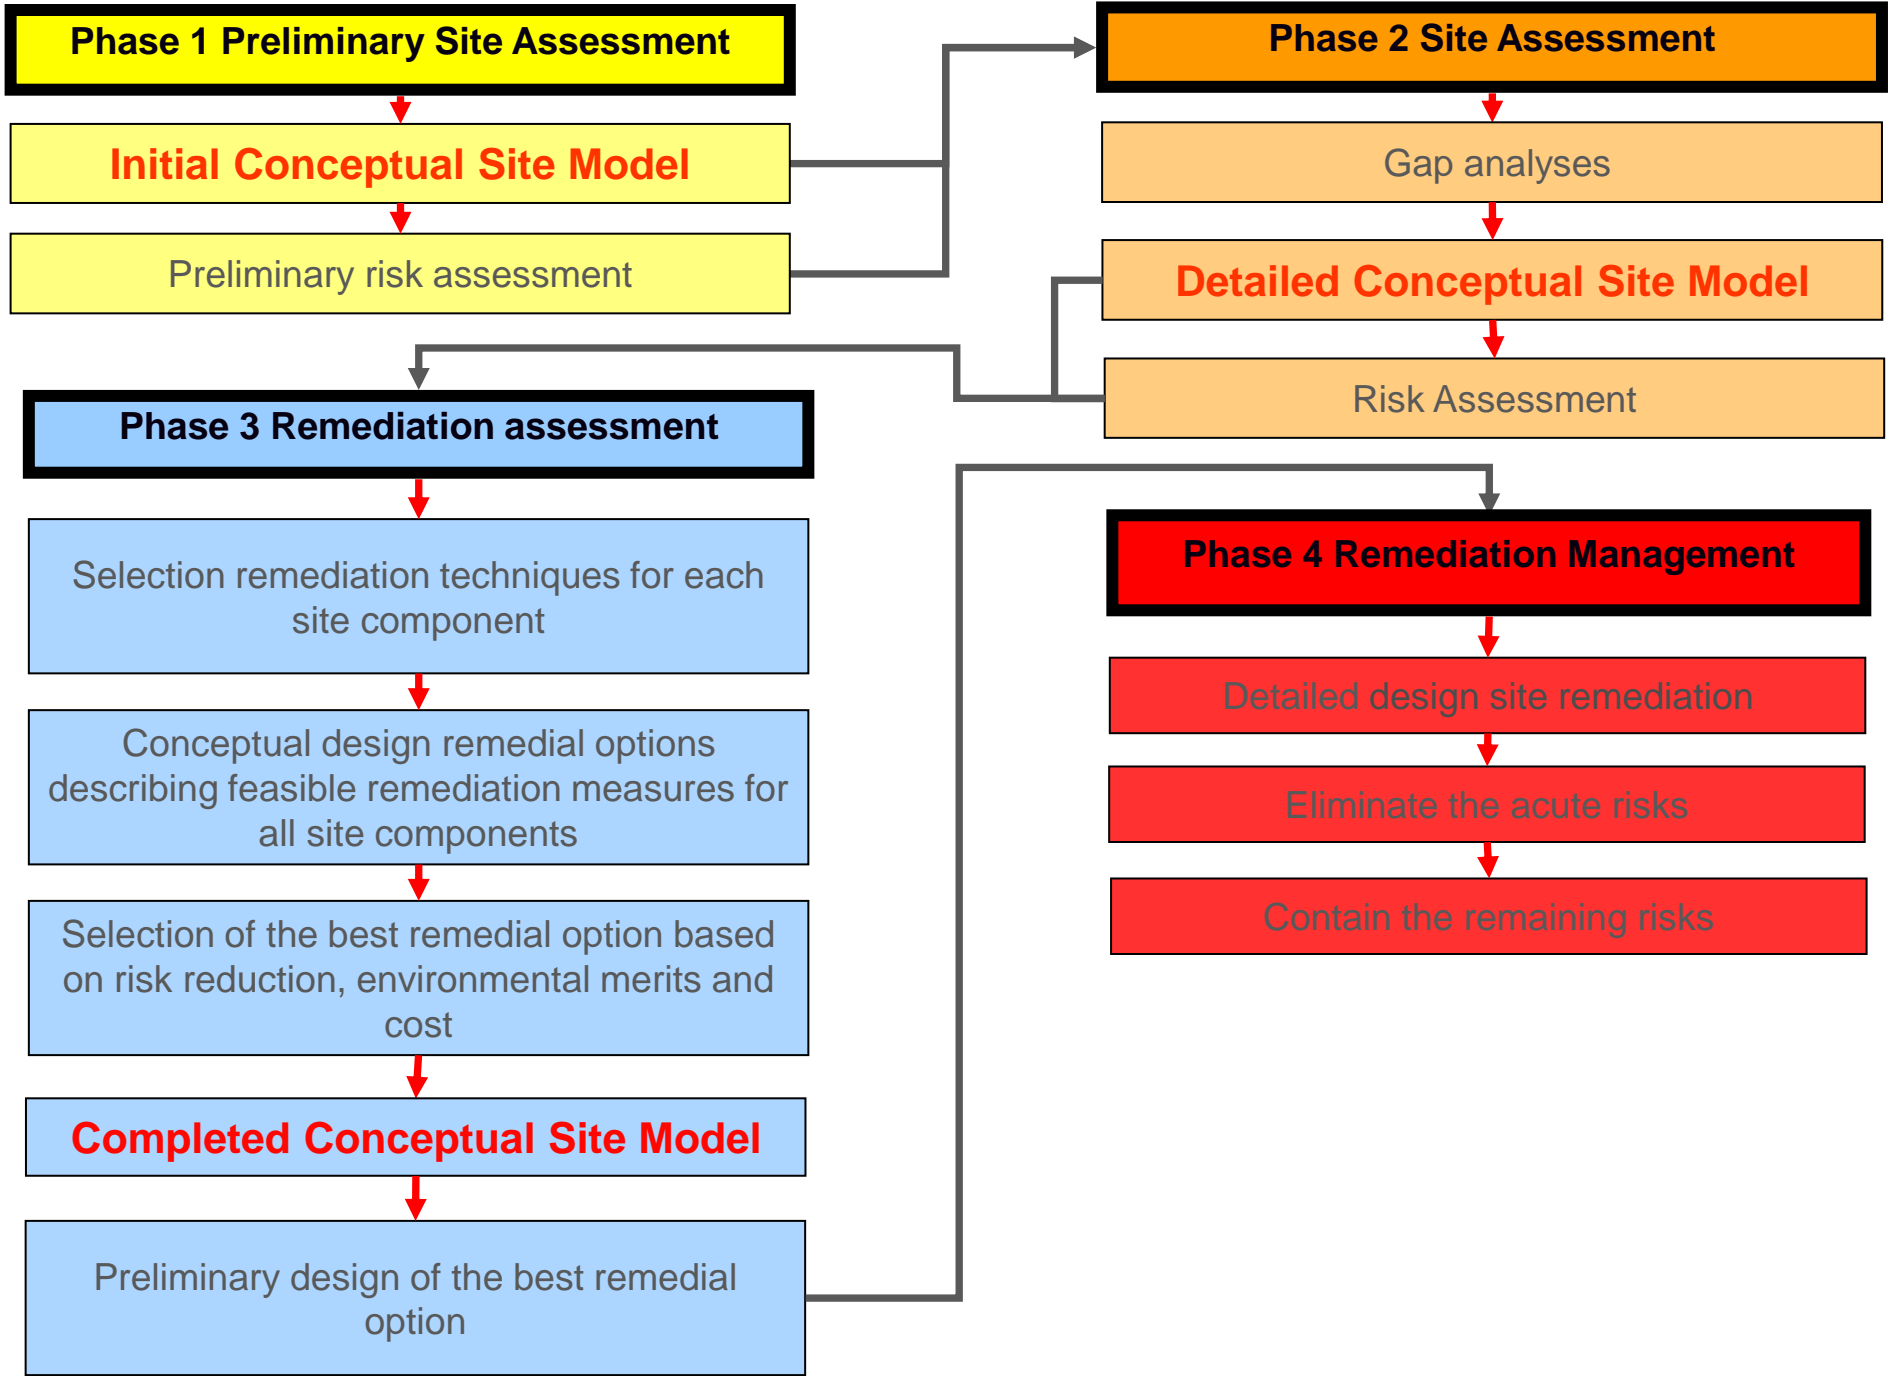 Phase 1 Preliminary Site Assessment
Initial Conceptual Site Model
Preliminary risk assessment
Phase 2 Site Assessment
Gap analyses
Detailed Conceptual Site Model
Risk Assessment
Phase 3 Remediation assessment
Selection remediation techniques for each
site component
Conceptual design remedial options
describing feasible remediation measures for
all site components
Selection of the best remedial option based
on risk reduction, environmental merits and
cost
Completed Conceptual Site Model
Preliminary design of the best remedial
option
Phase 4 Remediation Management
Detailed design site remediation
Eliminate the acute risks
Contain the remaining risks